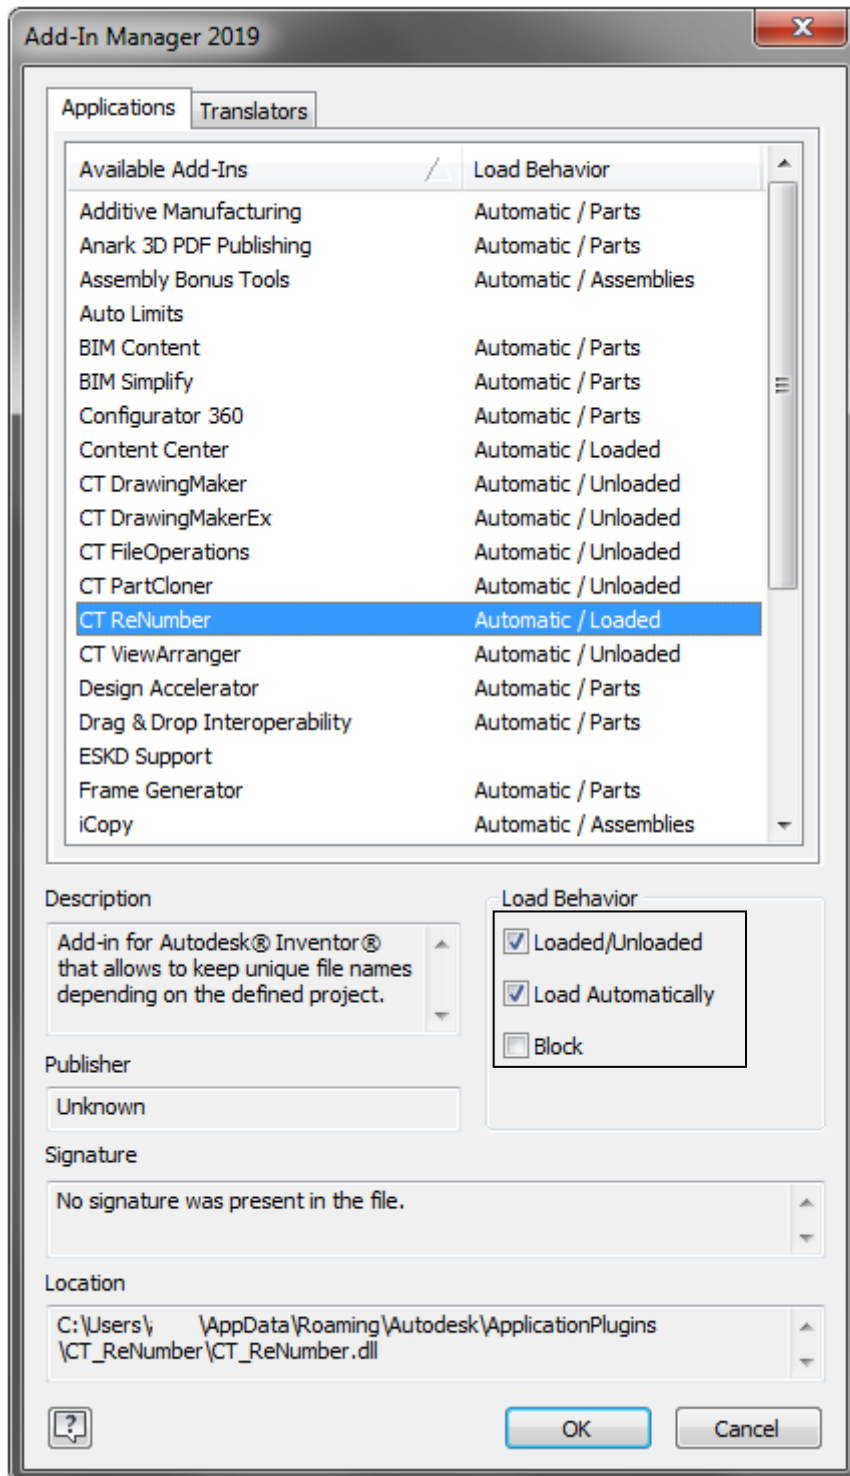 Add-In Manager 2019
Applications Translators
Available Add-Ins Load Behavior
Additive Manufacturing Automatic / Parts
Anark 3D PDF Publishing Automatic / Parts
Assembly Bonus Tools Automatic / Assemblies
Auto Limits
BIM Content Automatic / Parts
BIM Simplify Automatic / Parts
Configurator 360 Automatic / Parts
Content Center Automatic / Loaded
CT DrawingMaker Automatic / Unloaded
CT DrawingMakerEx Automatic / Unloaded
CT FileOperations Automatic / Unloaded
CT PartCloner Automatic / Unloaded
CT ReNumber Automatic / Loaded
CT ViewArranger Automatic / Unloaded
Design Accelerator Automatic / Parts
Drag & Drop Interoperability Automatic / Parts
ESKD Support
Frame Generator Automatic / Parts
iCopy Automatic / Assemblies
Description
Add-in for Autodesk® Inventor®
that allows to keep unique file names
depending on the defined project.
Load Behavior
Loaded/Unloaded
Load Automatically
Block
Publisher
Unknown
Signature
No signature was present in the file.
Location
C:\Users\ \AppData\Roaming\Autodesk\ApplicationPlugins
\CT_ReNumber\CT_ReNumber.dll
? OK Cancel